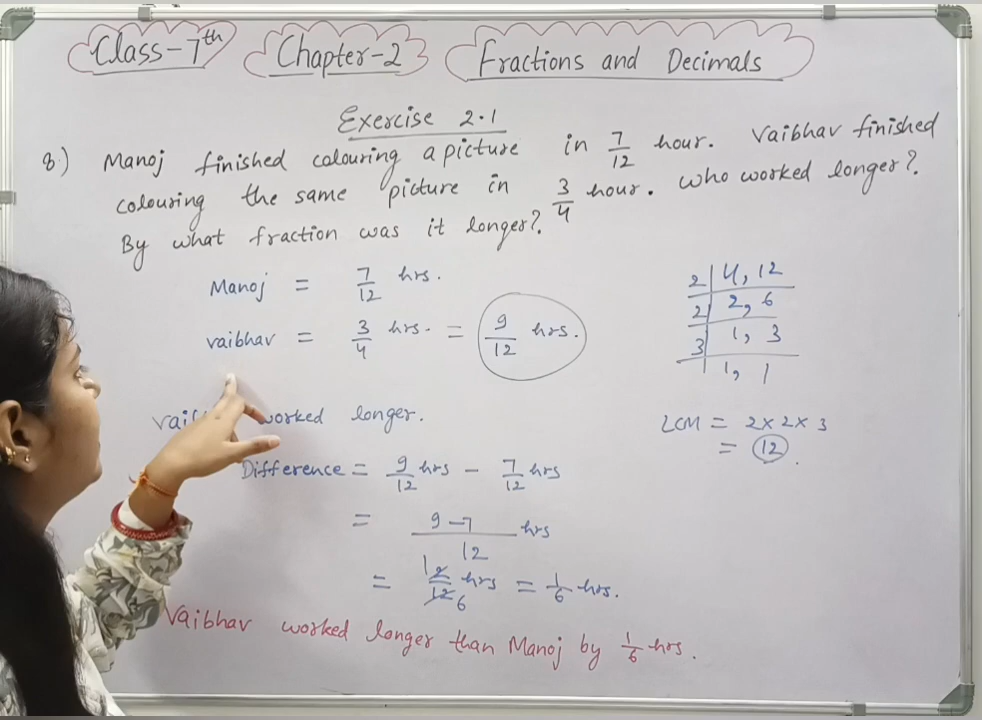 Class-7th Chapter-2 Fractions and Decimals
Exercise 2.1
8.) Manoj finished colouring a picture in 7/12 hour. Vaibhav finished
colouring the same picture in 3/4 hour. Who worked longer?
By what fraction was it longer?
Manoj = 7/12 hrs.
vaibhav = 3/4 hrs. = 9/12 hrs.
2 | 4, 12
2 | 2, 6
3 | 1, 3
1, 1
LCM = 2x2x3
= 12.
worked longer.
Difference = 9/12 hrs - 7/12 hrs
= 9-7/12 hrs
= 2/12 1 6 hrs = 1/6 hrs.
Vaibhav worked longer than Manoj by 1/6 hrs.